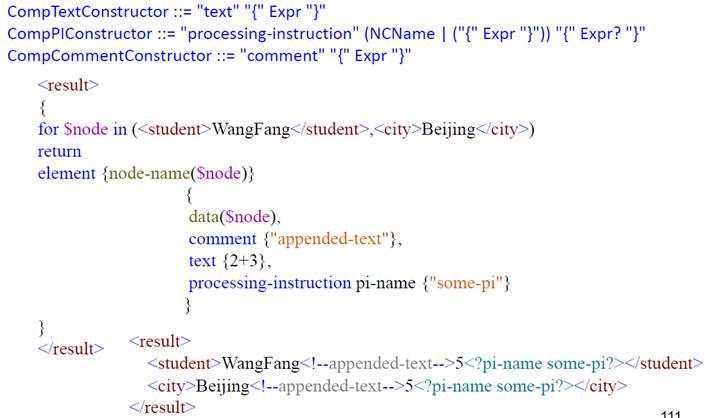 CompTextConstructor ::= "text" "{" Expr "}"
CompPIConstructor ::= "processing-instruction" (NCName | ("{" Expr "}")) "{" Expr? "}"
CompCommentConstructor ::= "comment" "{" Expr "}"
<result>
{
for $node in (<student>WangFang</student>,<city>Beijing</city>)
return
element {node-name($node)}
{
data($node),
comment {"appended-text"},
text {2+3},
processing-instruction pi-name {"some-pi"}
}
}
</result>
<result>
<student>WangFang<!--appended-text-->5<?pi-name some-pi?></student>
<city>Beijing<!--appended-text-->5<?pi-name some-pi?></city>
</result>
111